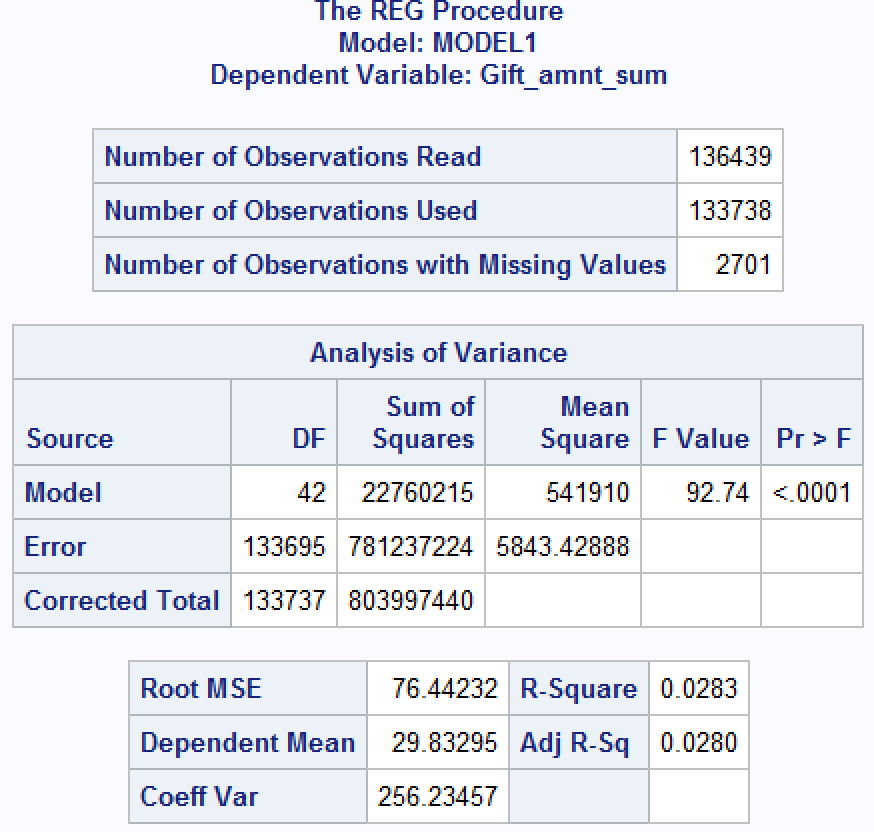 The REG Procedure
Model: MODEL1
Dependent Variable: Gift_amnt_sum
Number of Observations Read 136439
Number of Observations Used 133738
Number of Observations with Missing Values 2701
Analysis of Variance
Source DF Sum of Squares Mean Square F Value Pr > F
Model 42 22760215 541910 92.74 <.0001
Error 133695 781237224 5843.42888
Corrected Total 133737 803997440
Root MSE 76.44232 R-Square 0.0283
Dependent Mean 29.83295 Adj R-Sq 0.0280
Coeff Var 256.23457